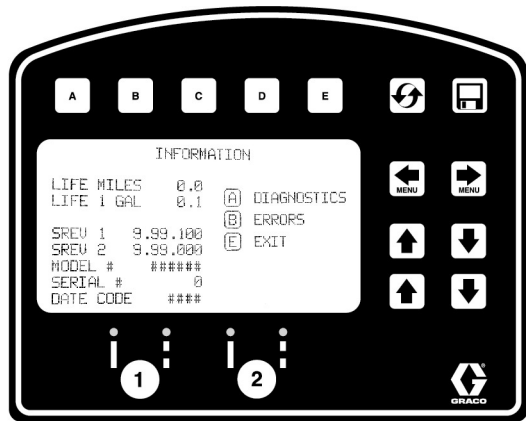 A B C D E
INFORMATION
LIFE MILES 0.0
LIFE 1 GAL 0.1
A DIAGNOSTICS
B ERRORS
E EXIT
SREV 1 9.99.100
SREV 2 9.99.000
MODEL # ######
SERIAL # 0
DATE CODE ####
MENU MENU
1 2
G
GRACO